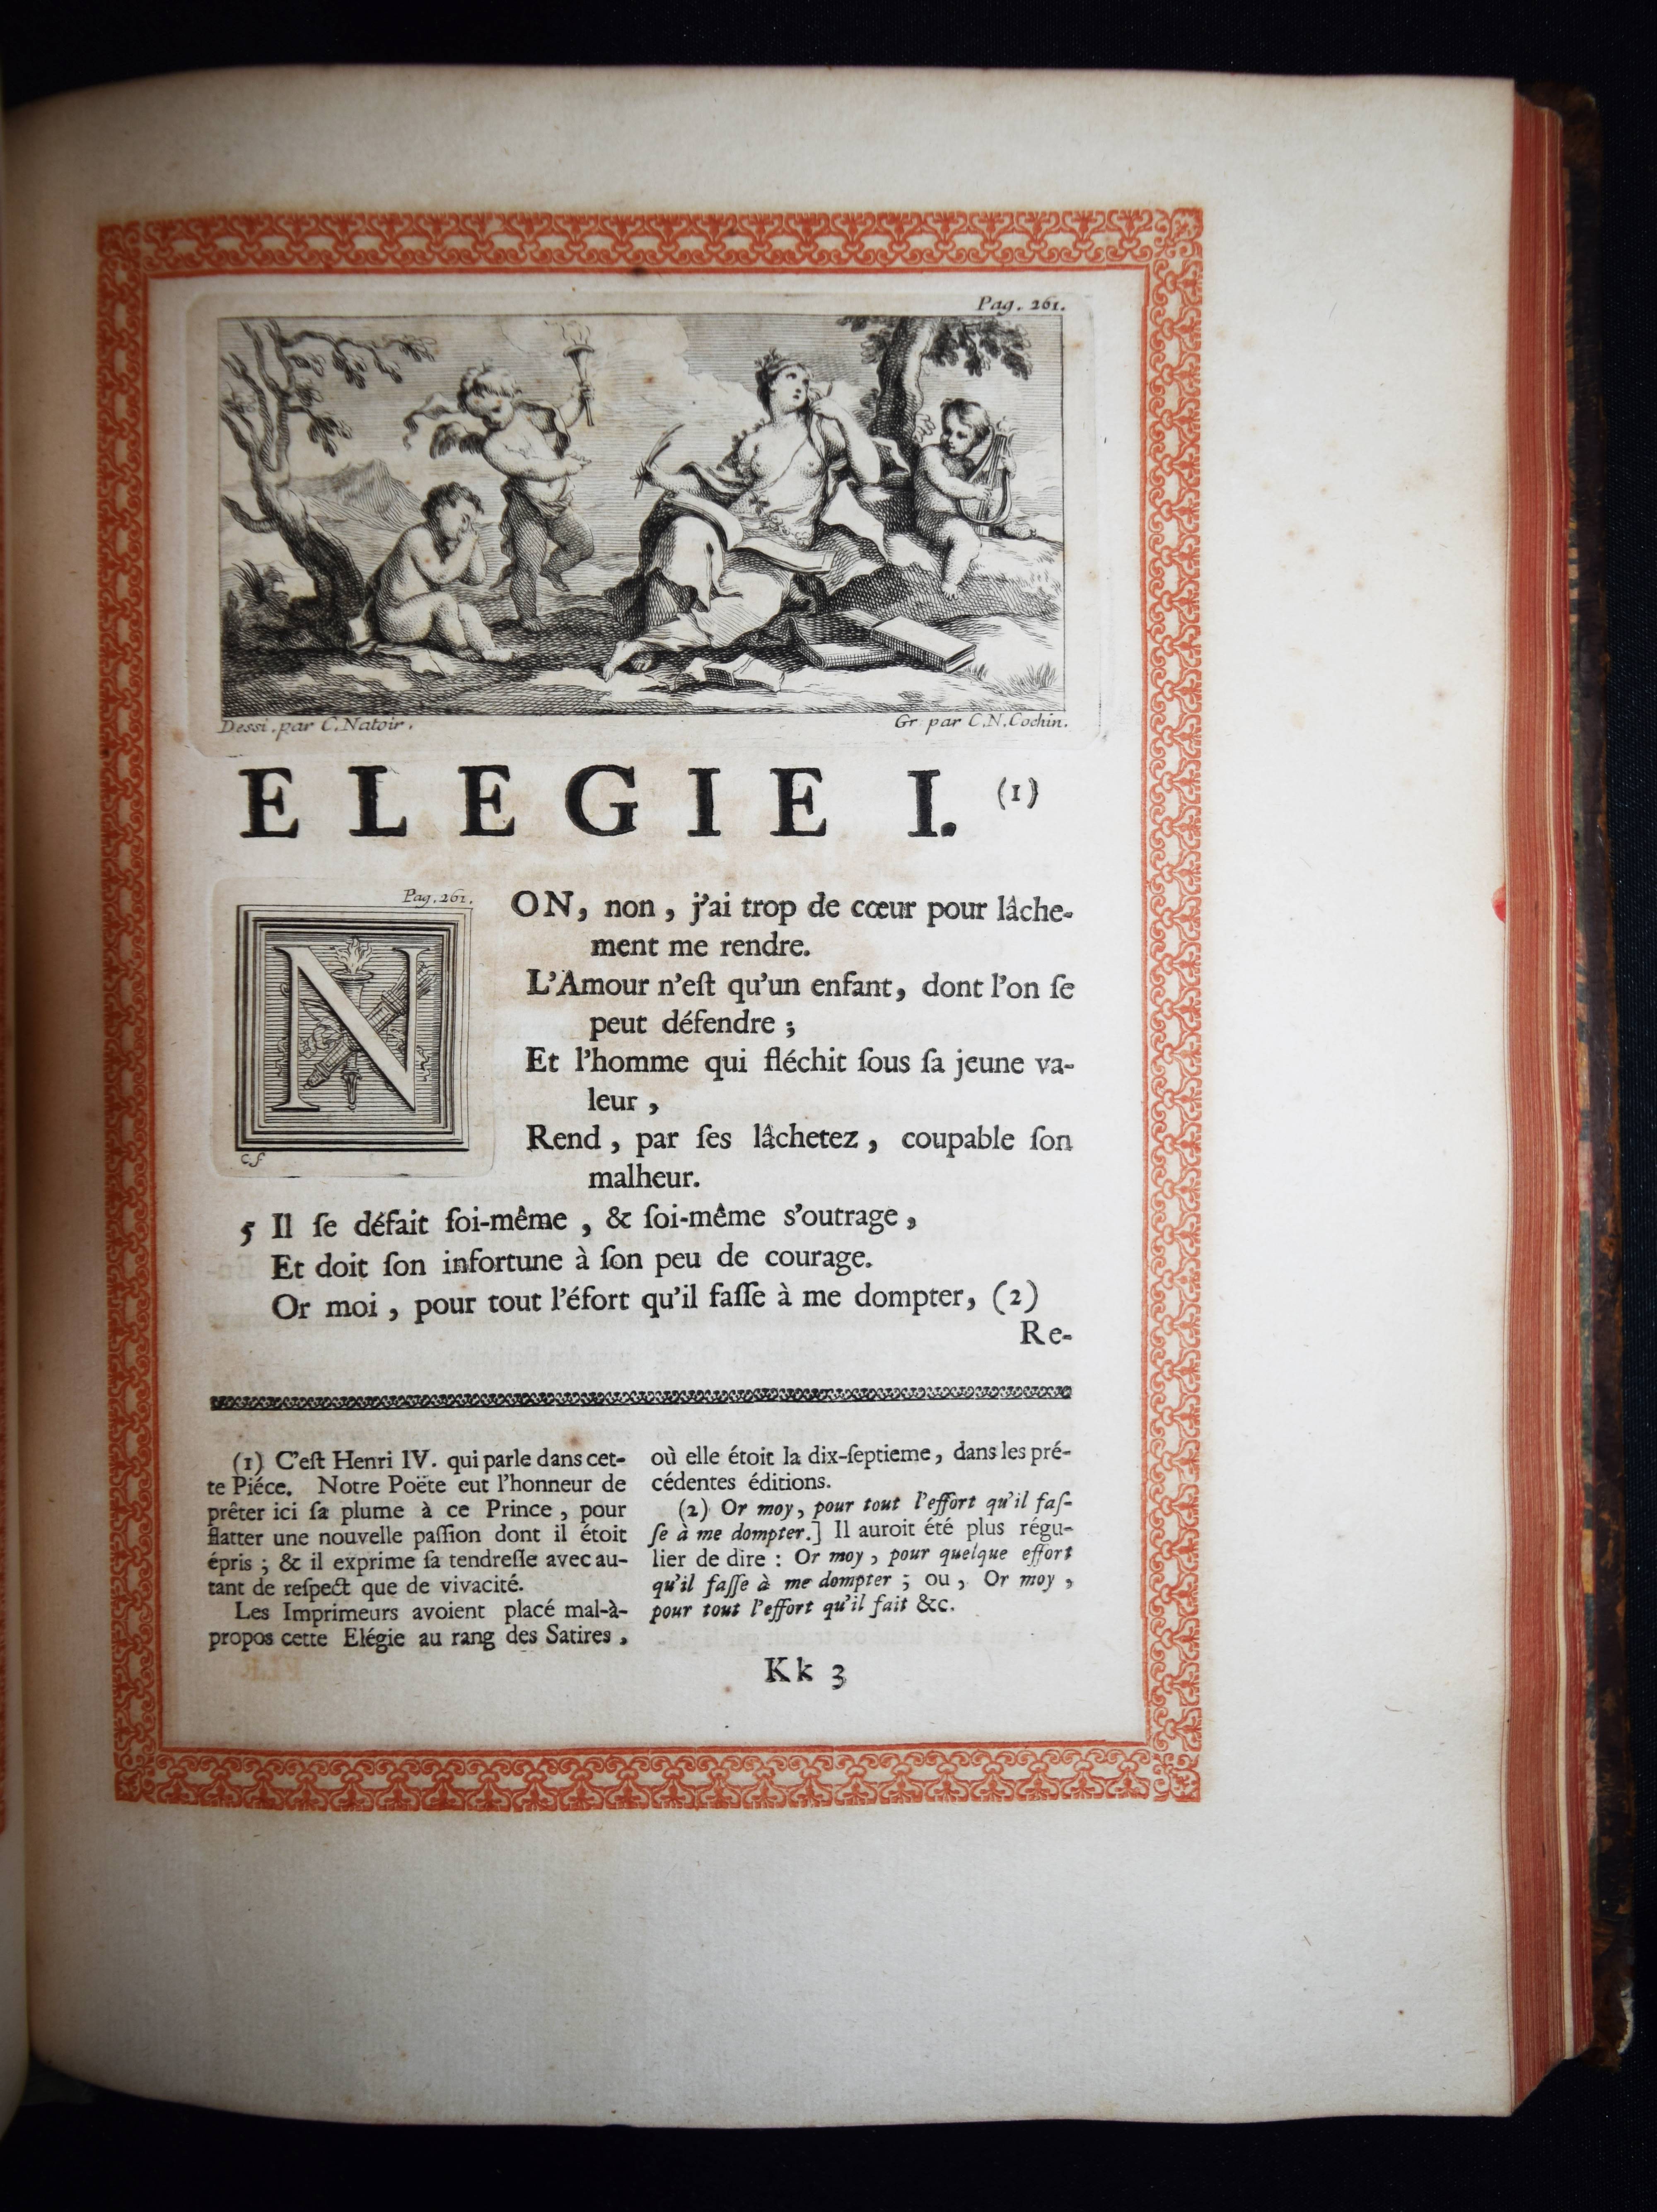 Pag. 261.
Dessi. par C. Natoir.
Gr. par C.N. Cochin.
ELEGIE I. (1)
Pag. 261.
N
ON, non, j'ai trop de cœur pour lâche-
ment me rendre.
L'Amour n'eſt qu'un enfant, dont l'on ſe
peut défendre ;
Et l'homme qui fléchit ſous ſa jeune va-
leur,
Rend, par ſes lâchetez, coupable ſon
malheur.
C.f
5 Il ſe défait ſoi-même, & ſoi-même s'outrage,
Et doit ſon infortune à ſon peu de courage.
Or moi, pour tout l'éfort qu'il faſſe à me dompter, (2)
Re-
(1) C'eſt Henri IV. qui parle dans cet-
te Piéce. Notre Poëte eut l'honneur de
prêter ici ſa plume à ce Prince, pour
flatter une nouvelle paſſion dont il étoit
épris ; & il exprime ſa tendreſſe avec au-
tant de reſpect que de vivacité.
Les Imprimeurs avoient placé mal-à-
propos cette Elégie au rang des Satires,
où elle étoit la dix-ſeptieme, dans les pré-
cédentes éditions.
(2) Or moy, pour tout l'effort qu'il faſ-
ſe à me dompter.] Il auroit été plus régu-
lier de dire : Or moy, pour quelque effort
qu'il faſſe à me dompter ; ou, Or moy,
pour tout l'effort qu'il fait &c.
Kk 3